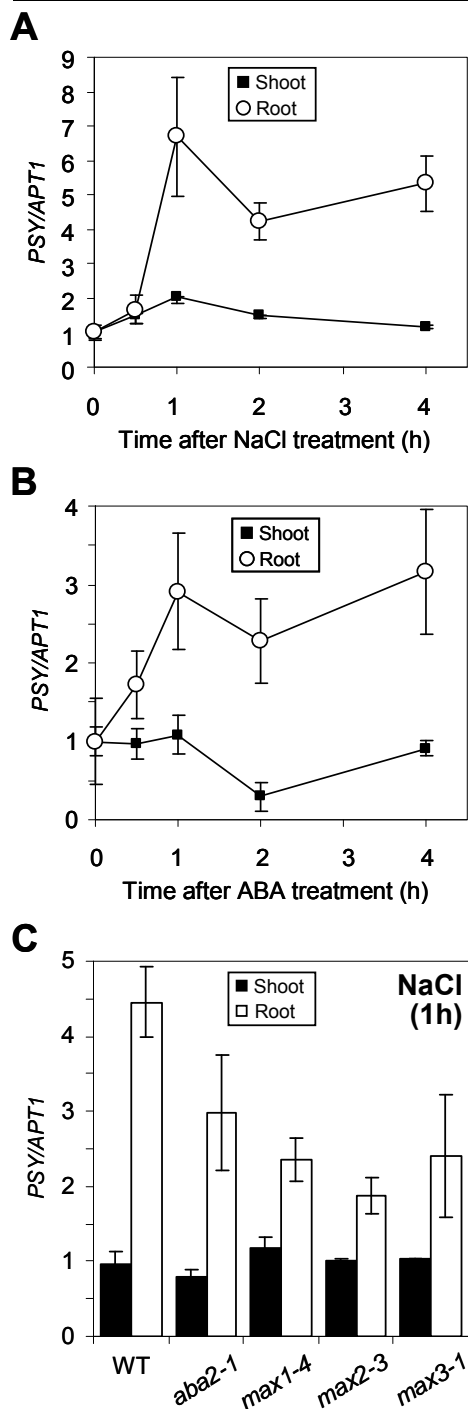 A
9
8
7
6
5
4
3
2
1
0
PSY/APT1
Shoot
Root
0 1 2 3 4
Time after NaCl treatment (h)
B
4
3
2
1
0
PSY/APT1
Shoot
Root
0 1 2 3 4
Time after ABA treatment (h)
C
5
4
3
2
1
0
PSY/APT1
Shoot
Root
NaCl
(1h)
WT aba2-1 max1-4 max2-3 max3-1